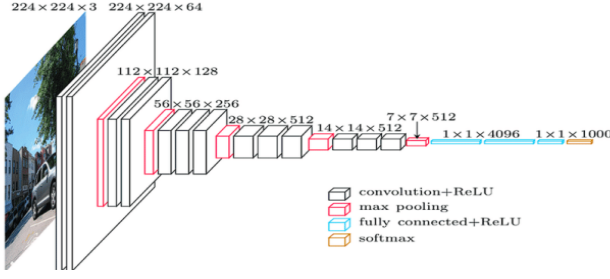 224×224×3
224×224×64
112×112×128
56×56×256
28×28×512
14×14×512
7×7×512
1×1×4096
1×1×1000
convolution+ReLU
max pooling
fully connected+ReLU
softmax